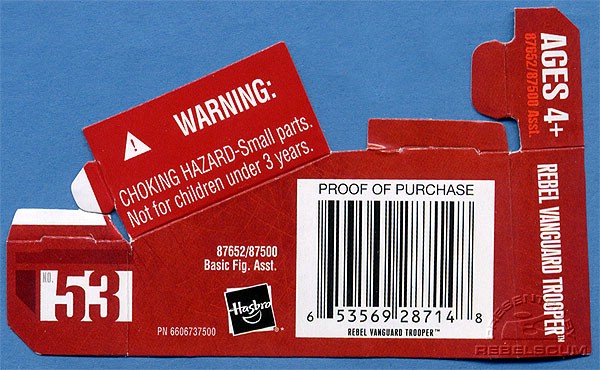 WARNING:
CHOKING HAZARD-Small parts.
Not for children under 3 years.
AGES 4+
87652/87500 Asst.
REBEL VANGUARD TROOPER™
NO.
53
87652/87500
Basic Fig. Asst.
Hasbro
®*
PN 6606737500
PROOF OF PURCHASE
6 53569 28714 8
REBEL VANGUARD TROOPER™
REBELSCUM